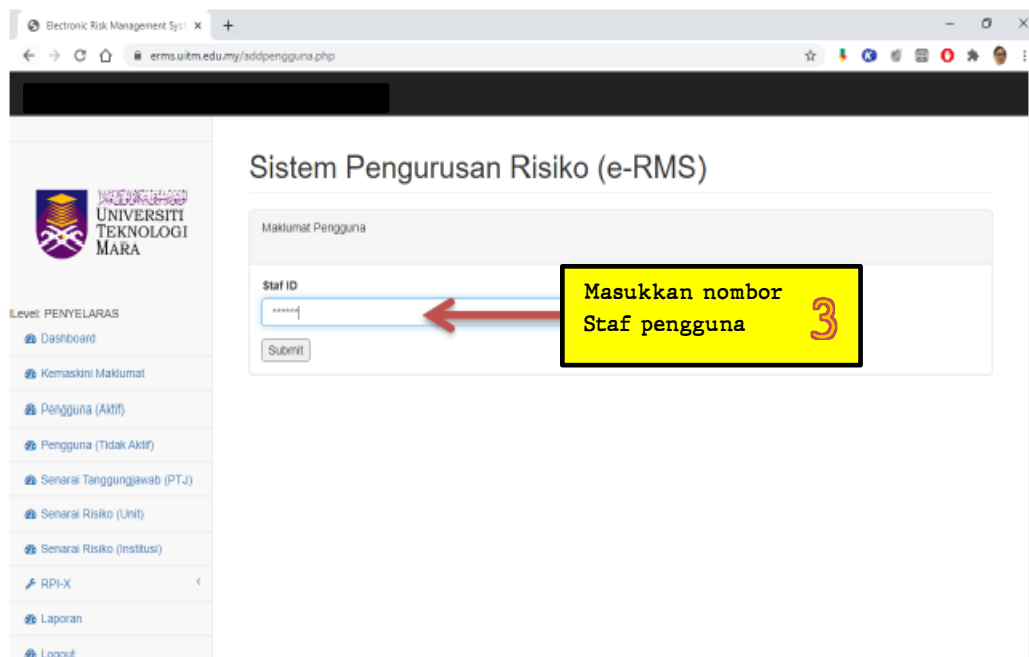 Electronic Risk Management Syst
erms.uitm.edu.my/addpengguna.php
Sistem Pengurusan Risiko (e-RMS)
UNIVERSITI
TEKNOLOGI
MARA
Maklumat Pengguna
Staf ID
******
Submit
Masukkan nombor
Staf pengguna
3
Level: PENYELARAS
Dashboard
Kemaskini Maklumat
Pengguna (Aktif)
Pengguna (Tidak Aktif)
Senarai Tanggungjawab (PTJ)
Senarai Risiko (Unit)
Senarai Risiko (Institusi)
RPI-X
Laporan
Logout